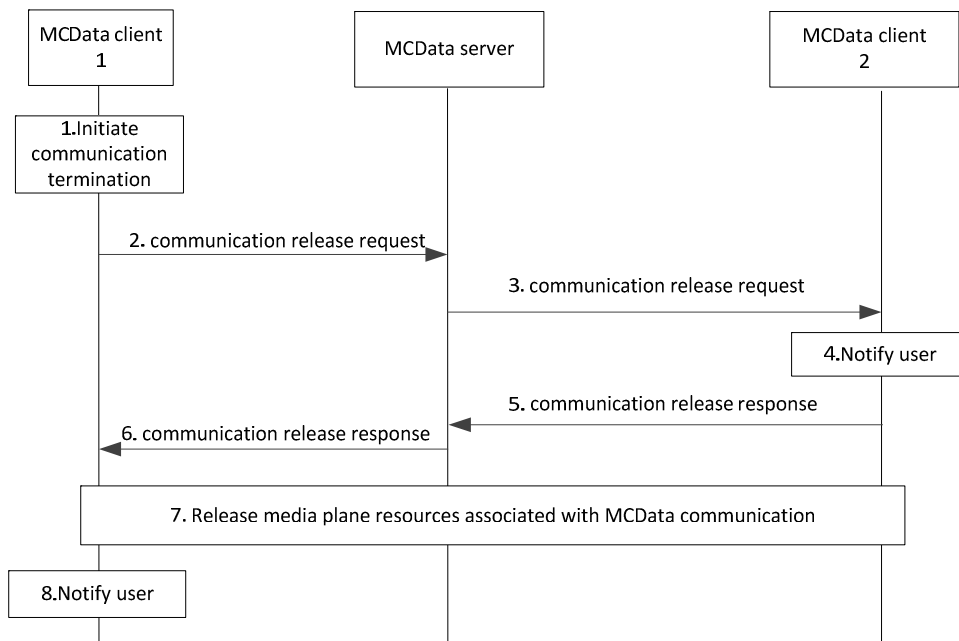 MCData client
1
MCData server
MCData client
2
1.Initiate
communication
termination
2. communication release request
3. communication release request
4.Notify user
5. communication release response
6. communication release response
7. Release media plane resources associated with MCData communication
8.Notify user